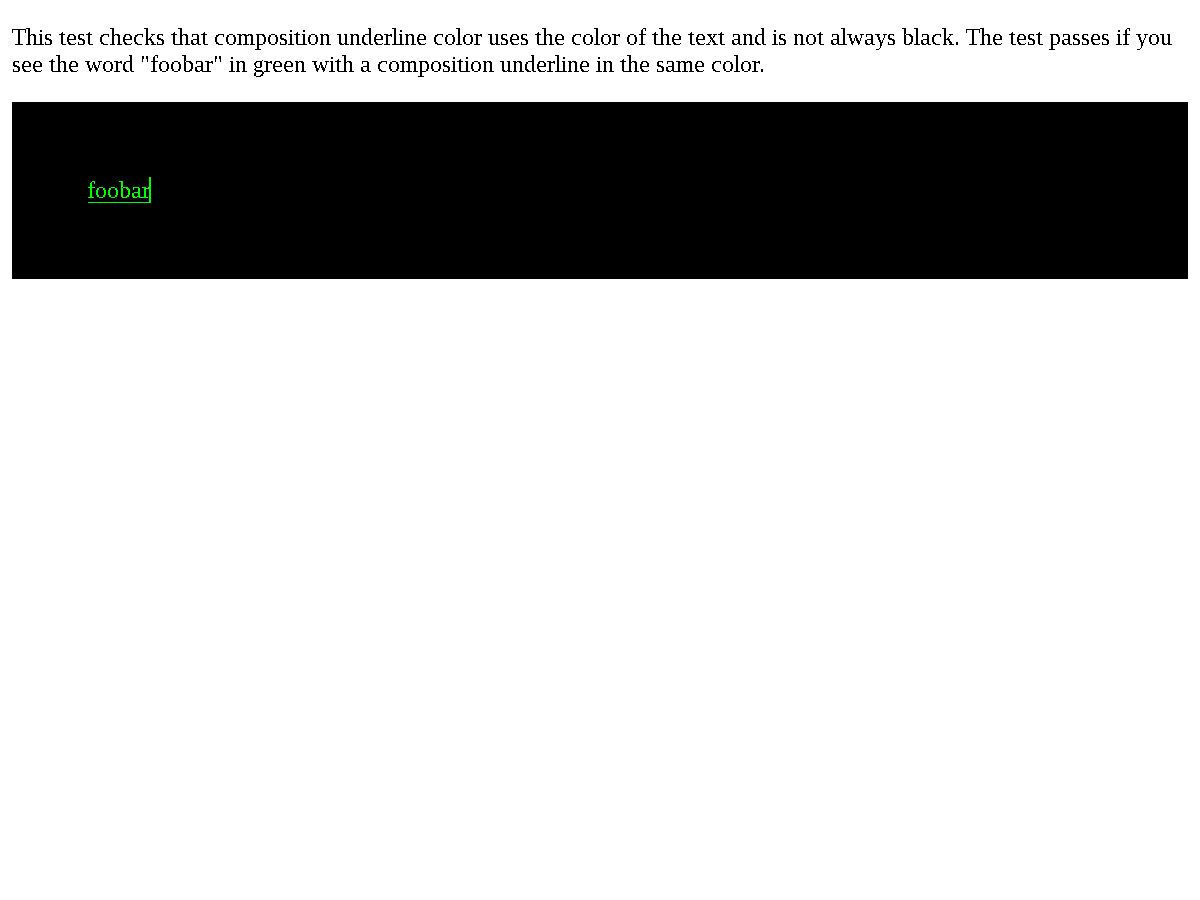 This test checks that composition underline color uses the color of the text and is not always black. The test passes if you
see the word "foobar" in green with a composition underline in the same color.
foobar